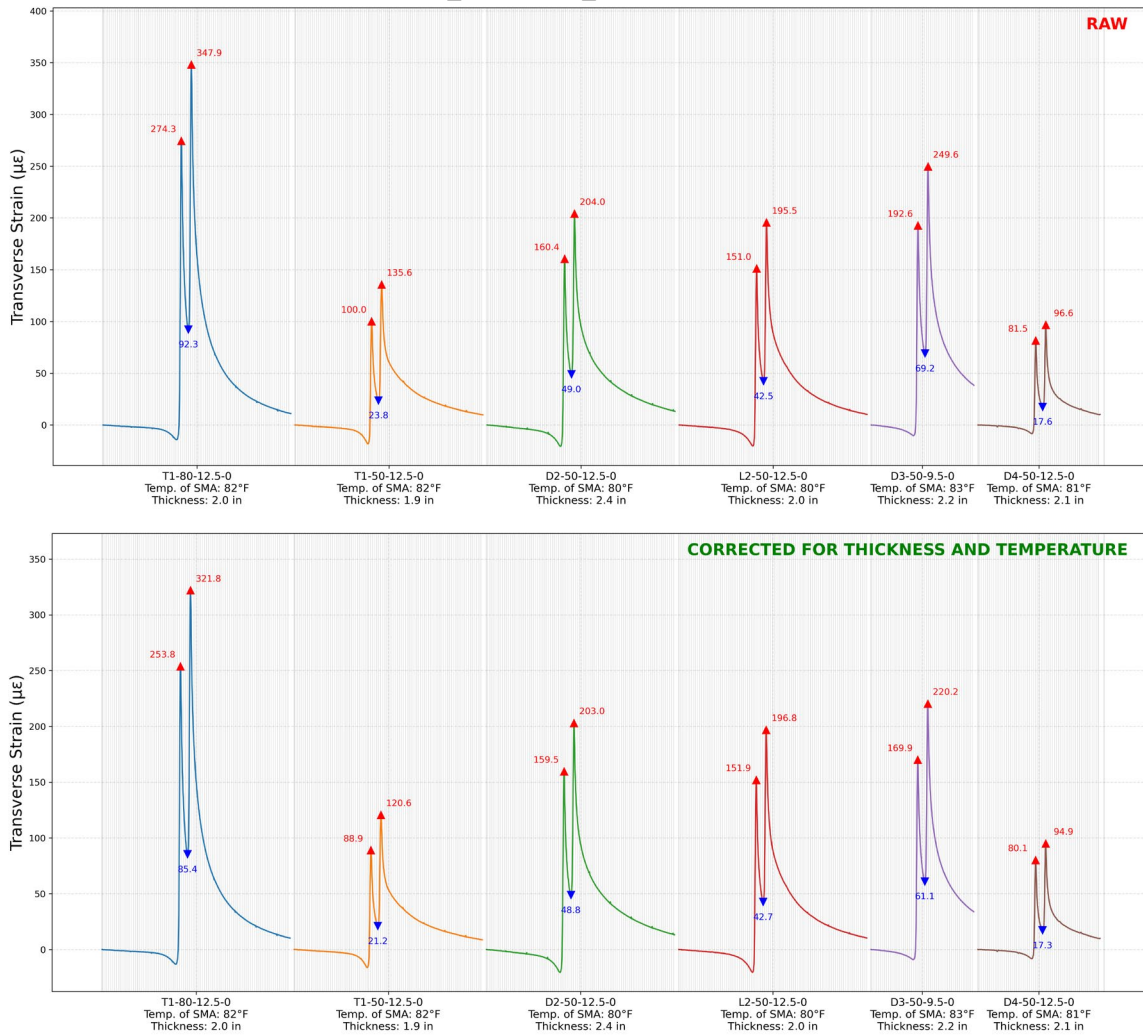 400
RAW
350
300
250
200
150
100
50
0
Transverse Strain (με)
347.9
274.3
92.3
135.6
100.0
23.8
204.0
160.4
49.0
195.5
151.0
42.5
249.6
192.6
69.2
96.6
81.5
17.6
T1-80-12.5-0
Temp. of SMA: 82°F
Thickness: 2.0 in
T1-50-12.5-0
Temp. of SMA: 82°F
Thickness: 1.9 in
D2-50-12.5-0
Temp. of SMA: 80°F
Thickness: 2.4 in
L2-50-12.5-0
Temp. of SMA: 80°F
Thickness: 2.0 in
D3-50-9.5-0
Temp. of SMA: 83°F
Thickness: 2.2 in
D4-50-12.5-0
Temp. of SMA: 81°F
Thickness: 2.1 in
CORRECTED FOR THICKNESS AND TEMPERATURE
350
300
250
200
150
100
50
0
Transverse Strain (με)
321.8
253.8
85.4
120.6
88.9
21.2
203.0
159.5
48.8
196.8
151.9
42.7
220.2
169.9
61.1
94.9
80.1
17.3
T1-80-12.5-0
Temp. of SMA: 82°F
Thickness: 2.0 in
T1-50-12.5-0
Temp. of SMA: 82°F
Thickness: 1.9 in
D2-50-12.5-0
Temp. of SMA: 80°F
Thickness: 2.4 in
L2-50-12.5-0
Temp. of SMA: 80°F
Thickness: 2.0 in
D3-50-9.5-0
Temp. of SMA: 83°F
Thickness: 2.2 in
D4-50-12.5-0
Temp. of SMA: 81°F
Thickness: 2.1 in